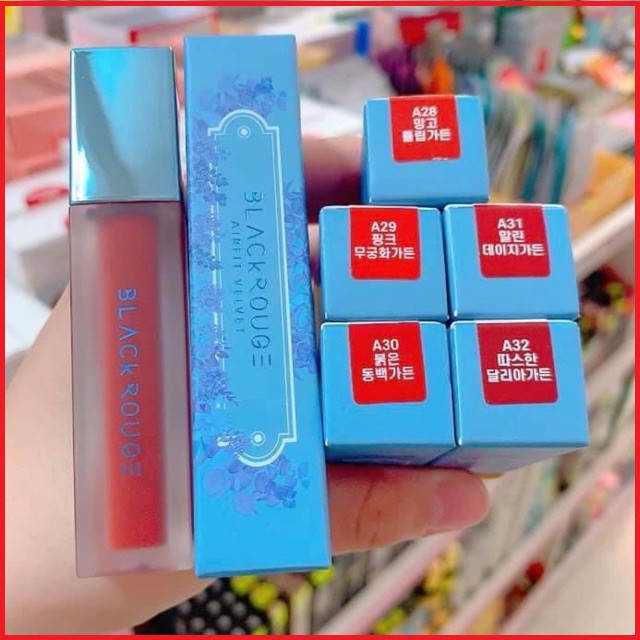 BLACK ROUGE
BLACK ROUGE
AIRFIT VELVET
A28
망고
튤립가든
A29
핑크
무궁화가든
A31
말린
데이지가든
A30
붉은
동백가든
A32
따스한
달리아가든